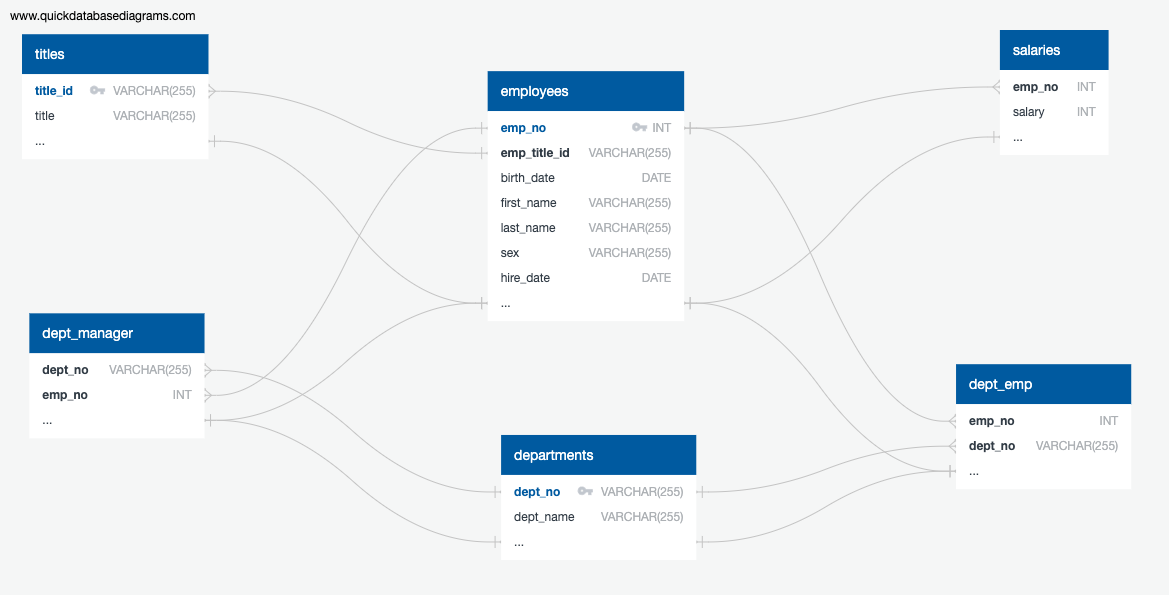 www.quickdatabasediagrams.com
titles
title_id VARCHAR(255)
title VARCHAR(255)
...
employees
emp_no INT
emp_title_id VARCHAR(255)
birth_date DATE
first_name VARCHAR(255)
last_name VARCHAR(255)
sex VARCHAR(255)
hire_date DATE
...
salaries
emp_no INT
salary INT
...
dept_manager
dept_no VARCHAR(255)
emp_no INT
...
departments
dept_no VARCHAR(255)
dept_name VARCHAR(255)
...
dept_emp
emp_no INT
dept_no VARCHAR(255)
...